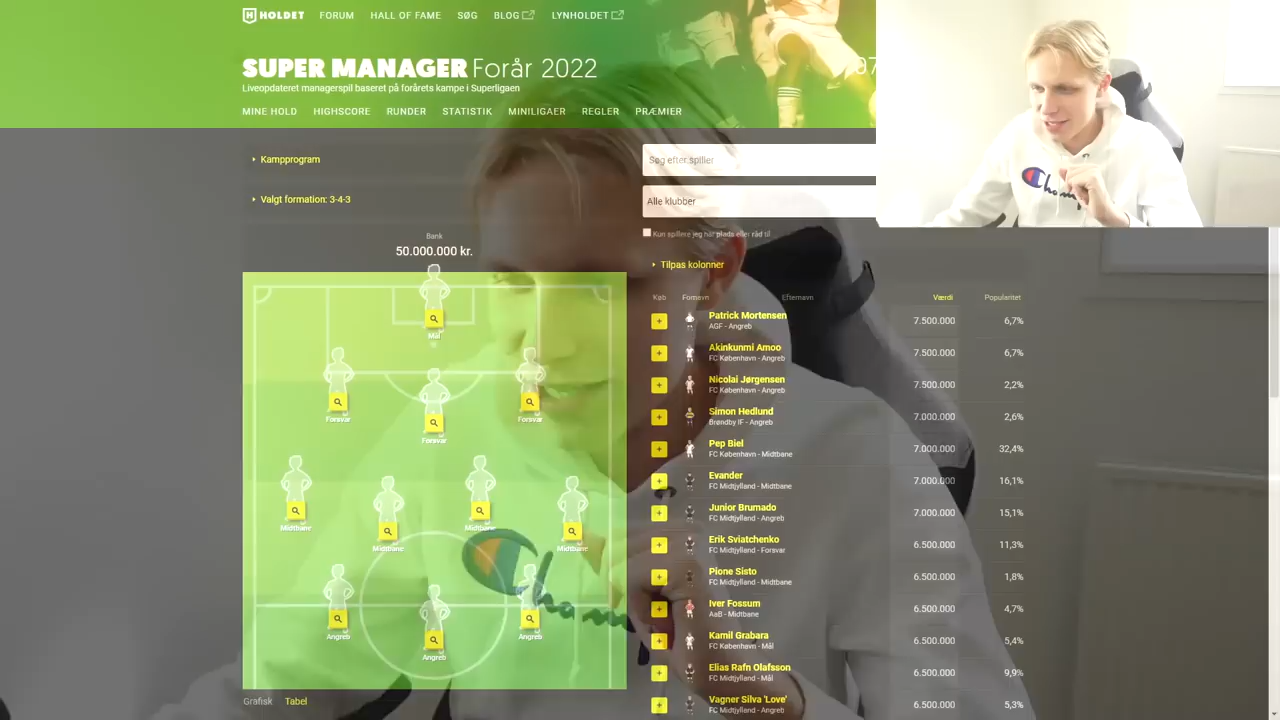 HOLDET FORUM HALL OF FAME SØG BLOG LYNHOLDET
SUPER MANAGER Forår 2022
Liveopdateret managerspil baseret på forårets kampe i Superligaen
MINE HOLD HIGHSCORE RUNDER STATISTIK MINILIGAER REGLER PRÆMIER
Kampprogram
Valgt formation: 3-4-3
Bank
50.000.000 kr.
Mål
Forsvar
Forsvar
Forsvar
Midtbane
Midtbane
Midtbane
Midtbane
Angreb
Angreb
Angreb
Grafisk Tabel
Søg efter spiller
Alle klubber
Kun spillere jeg har plads eller råd til
Tilpas kolonner
Køb Fornavn Efternavn Værdi Popularitet
Patrick Mortensen 7.500.000 6,7%
AGF - Angreb
Akinkunmi Amoo 7.500.000 6,7%
FC København - Angreb
Nicolai Jørgensen 7.500.000 2,2%
FC København - Angreb
Simon Hedlund 7.000.000 2,6%
Brøndby IF - Angreb
Pep Biel 7.000.000 32,4%
FC København - Midtbane
Evander 7.000.000 16,1%
FC Midtjylland - Midtbane
Junior Brumado 7.000.000 15,1%
FC Midtjylland - Angreb
Erik Sviatchenko 6.500.000 11,3%
FC Midtjylland - Forsvar
Pione Sisto 6.500.000 1,8%
FC Midtjylland - Midtbane
Iver Fossum 6.500.000 4,7%
AaB - Midtbane
Kamil Grabara 6.500.000 5,4%
FC København - Mål
Elias Rafn Olafsson 6.500.000 9,9%
FC Midtjylland - Mål
Vagner Silva 'Love' 6.500.000 5,3%
FC Midtjylland - Angreb